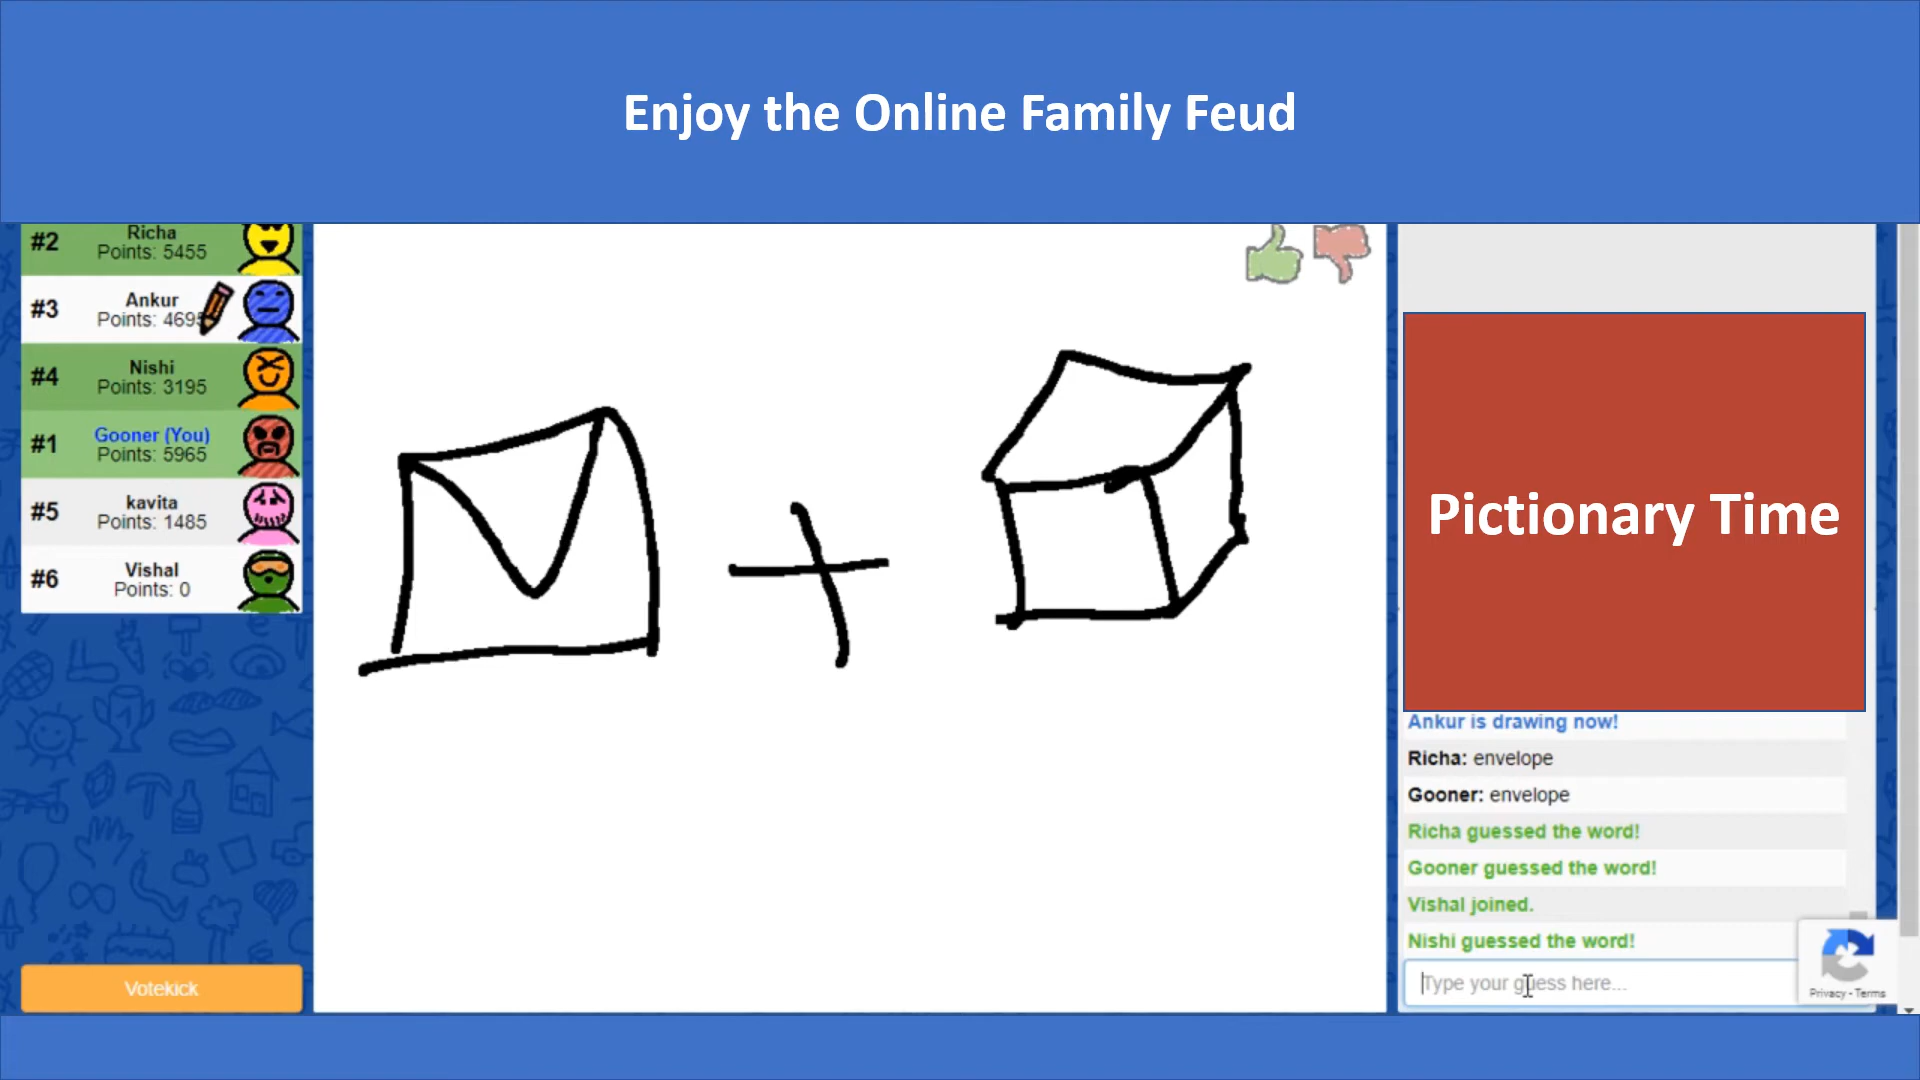 Enjoy the Online Family Feud
#2
Richa
Points: 5455
#3
Ankur
Points: 4695
#4
Nishi
Points: 3195
#1
Gooner (You)
Points: 5965
#5
kavita
Points: 1485
#6
Vishal
Points: 0
Votekick
Pictionary Time
Ankur is drawing now!
Richa: envelope
Gooner: envelope
Richa guessed the word!
Gooner guessed the word!
Vishal joined.
Nishi guessed the word!
Type your guess here...
Privacy - Terms